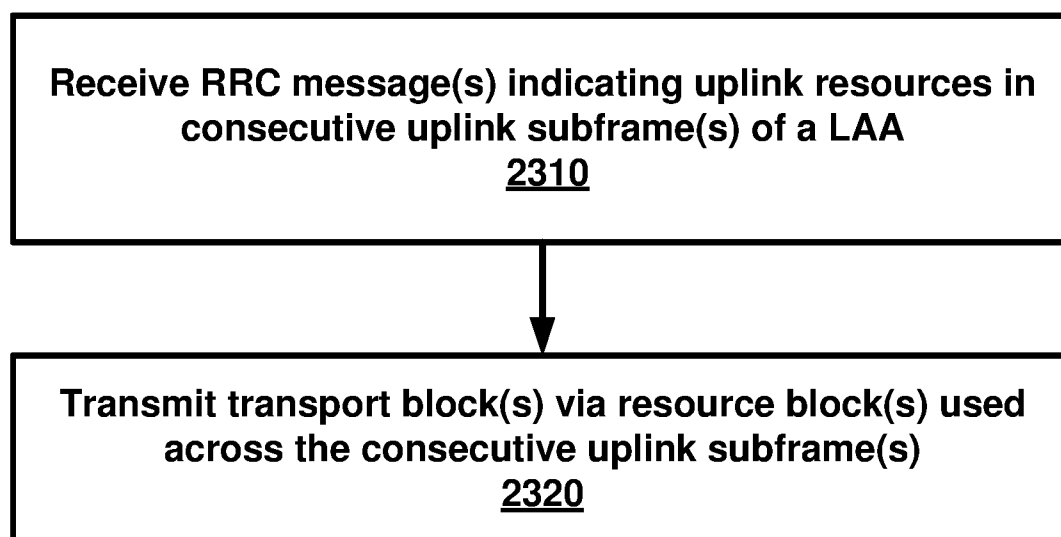 Receive RRC message(s) indicating uplink resources in
consecutive uplink subframe(s) of a LAA
2310
Transmit transport block(s) via resource block(s) used
across the consecutive uplink subframe(s)
2320